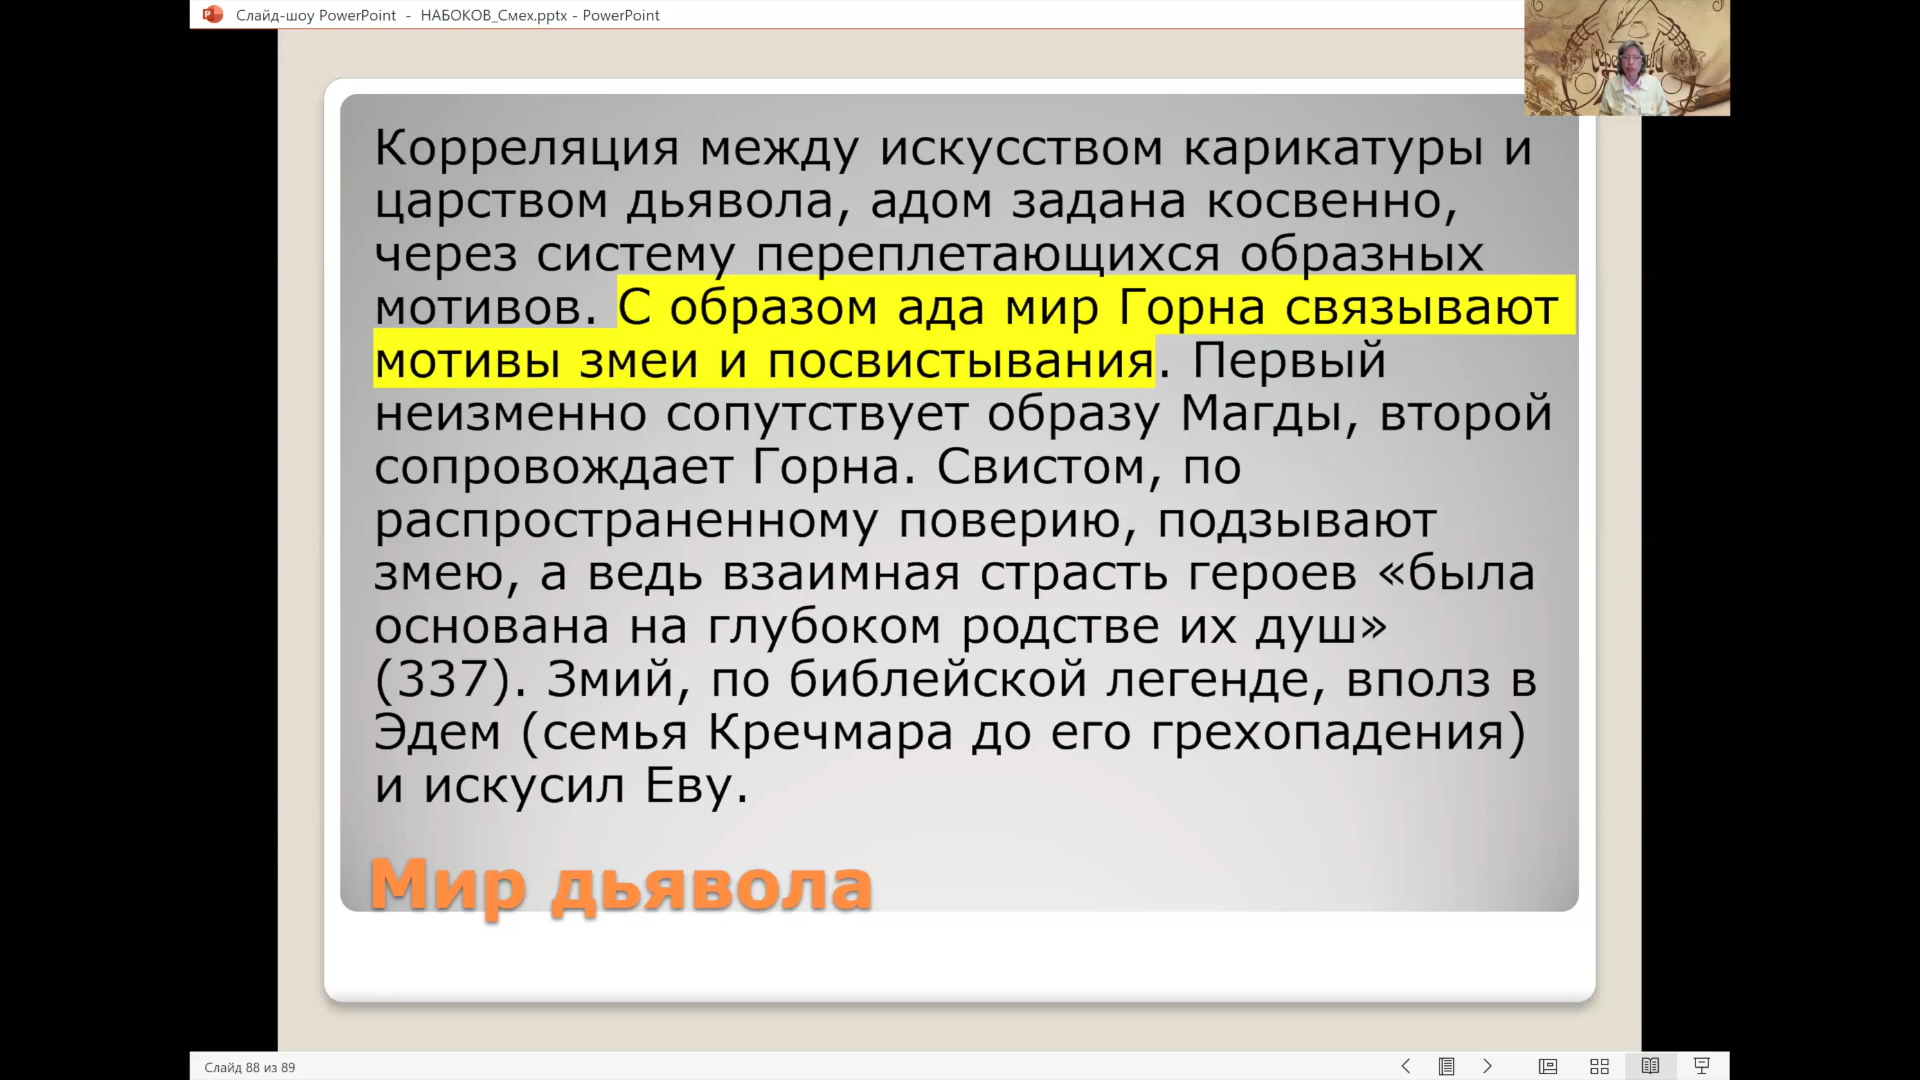 Слайд-шоу PowerPoint - НАБОКОВ_Смех.pptx - PowerPoint
Корреляция между искусством карикатуры и
царством дьявола, адом задана косвенно,
через систему переплетающихся образных
мотивов. С образом ада мир Горна связывают
мотивы змеи и посвистывания. Первый
неизменно сопутствует образу Магды, второй
сопровождает Горна. Свистом, по
распространенному поверию, подзывают
змею, а ведь взаимная страсть героев «была
основана на глубоком родстве их душ»
(337). Змий, по библейской легенде, вполз в
Эдем (семья Кречмара до его грехопадения)
и искусил Еву.
Мир дьявола
Слайд 88 из 89